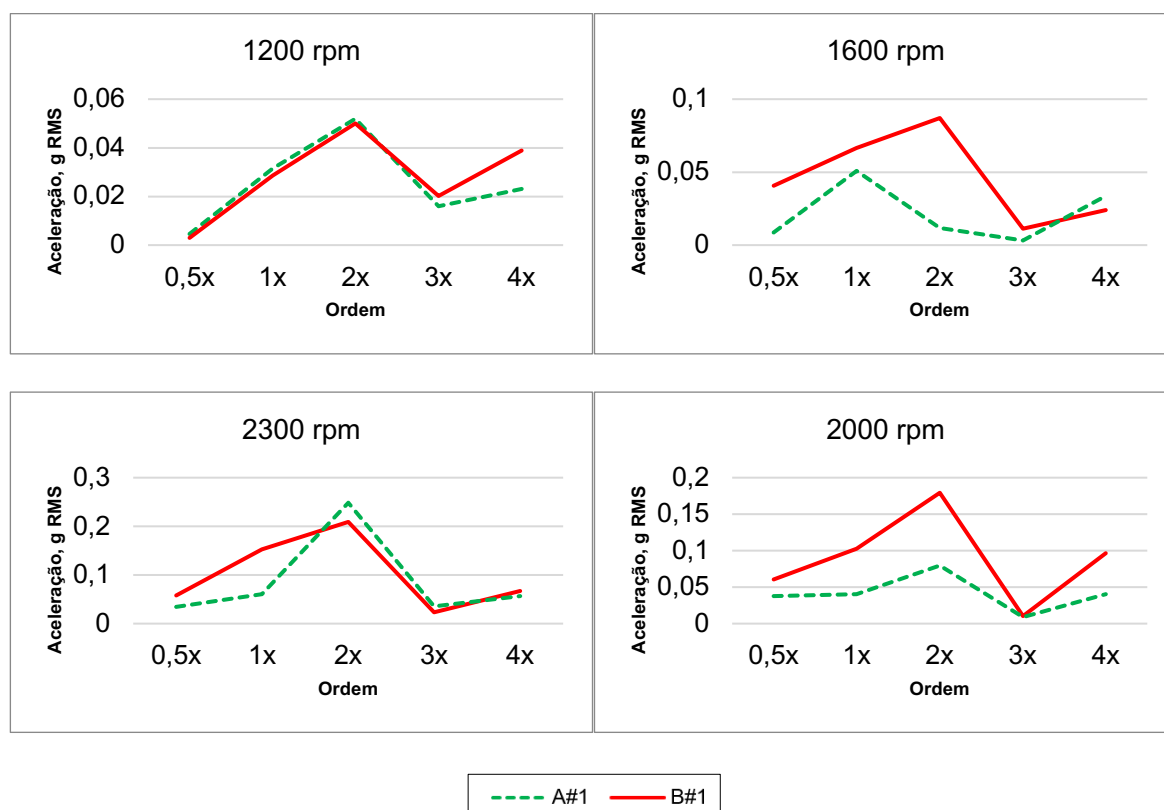 1200 rpm
Aceleração, g RMS
0,06
0,04
0,02
0
0,5x 1x 2x 3x 4x
Ordem
1600 rpm
Aceleração, g RMS
0,1
0,05
0
0,5x 1x 2x 3x 4x
Ordem
2300 rpm
Aceleração, g RMS
0,3
0,2
0,1
0
0,5x 1x 2x 3x 4x
Ordem
2000 rpm
Aceleração, g RMS
0,2
0,15
0,1
0,05
0
0,5x 1x 2x 3x 4x
Ordem
A#1 B#1